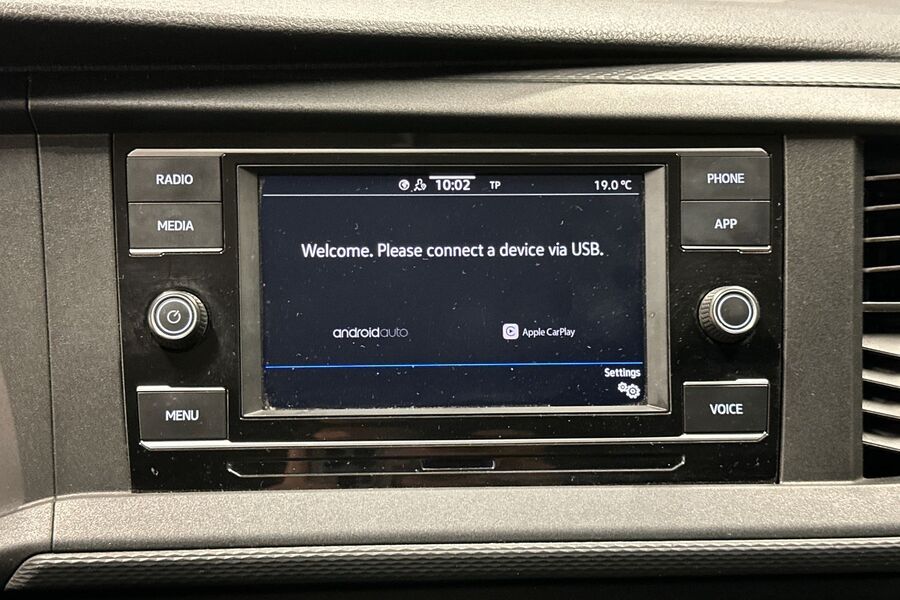 RADIO
MEDIA
MENU
10:02 TP 19.0 °C
Welcome. Please connect a device via USB.
androidauto Apple CarPlay
Settings
PHONE
APP
VOICE